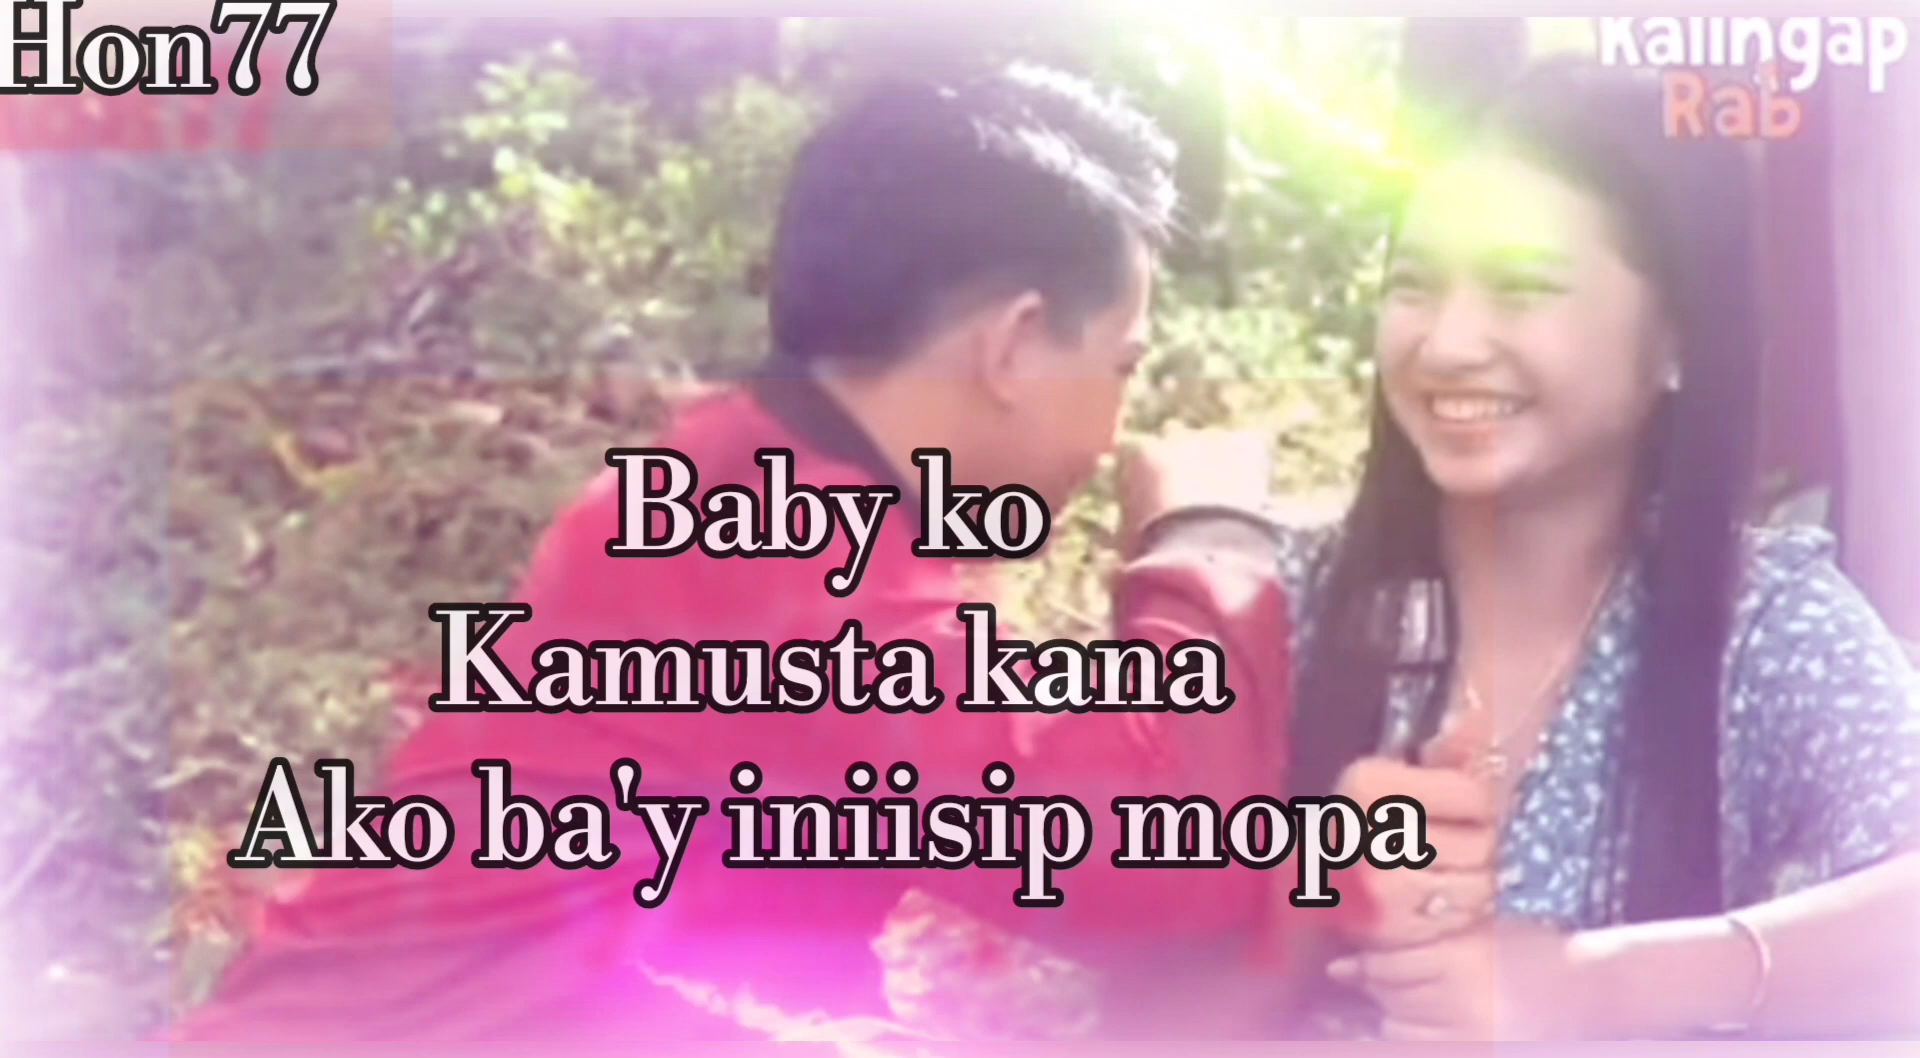 Hon77
Kalingap
Rab
Baby ko
Kamusta kana
Ako ba'y iniisip mopa